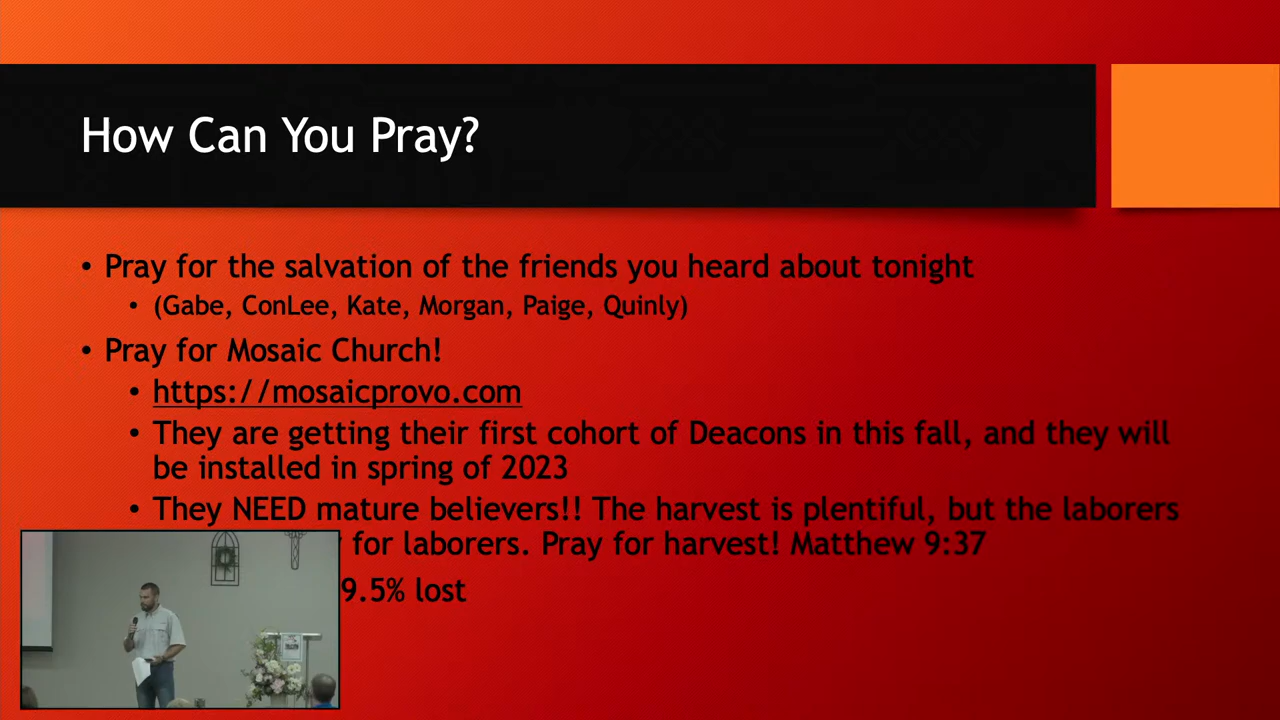 How Can You Pray?
• Pray for the salvation of the friends you heard about tonight
• (Gabe, ConLee, Kate, Morgan, Paige, Quinly)
• Pray for Mosaic Church!
• https://mosaicprovo.com
• They are getting their first cohort of Deacons in this fall, and they will
be installed in spring of 2023
• They NEED mature believers!! The harvest is plentiful, but the laborers
for laborers. Pray for harvest! Matthew 9:37
9.5% lost